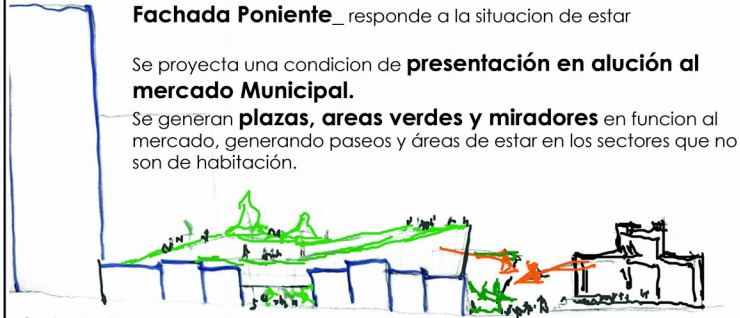 Fachada Poniente_ responde a la situacion de estar
Se proyecta una condicion de presentación en alución al
mercado Municipal.
Se generan plazas, areas verdes y miradores en funcion al
mercado, generando paseos y áreas de estar en los sectores que no
son de habitación.